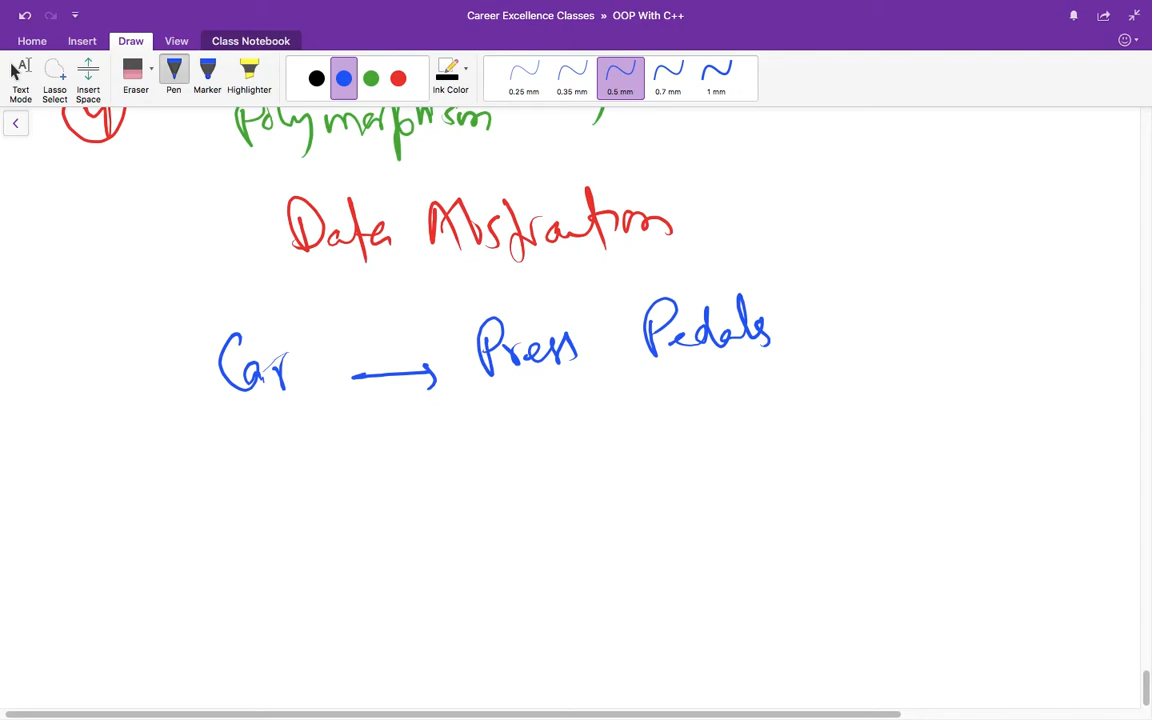 Career Excellence Classes » OOP With C++
Home Insert Draw View Class Notebook
Text Mode Lasso Select Insert Space Eraser Pen Marker Highlighter Ink Color 0.25 mm 0.35 mm 0.5 mm 0.7 mm 1 mm
4
Polymorphism
Data Abstraction
Car → Press Pedals